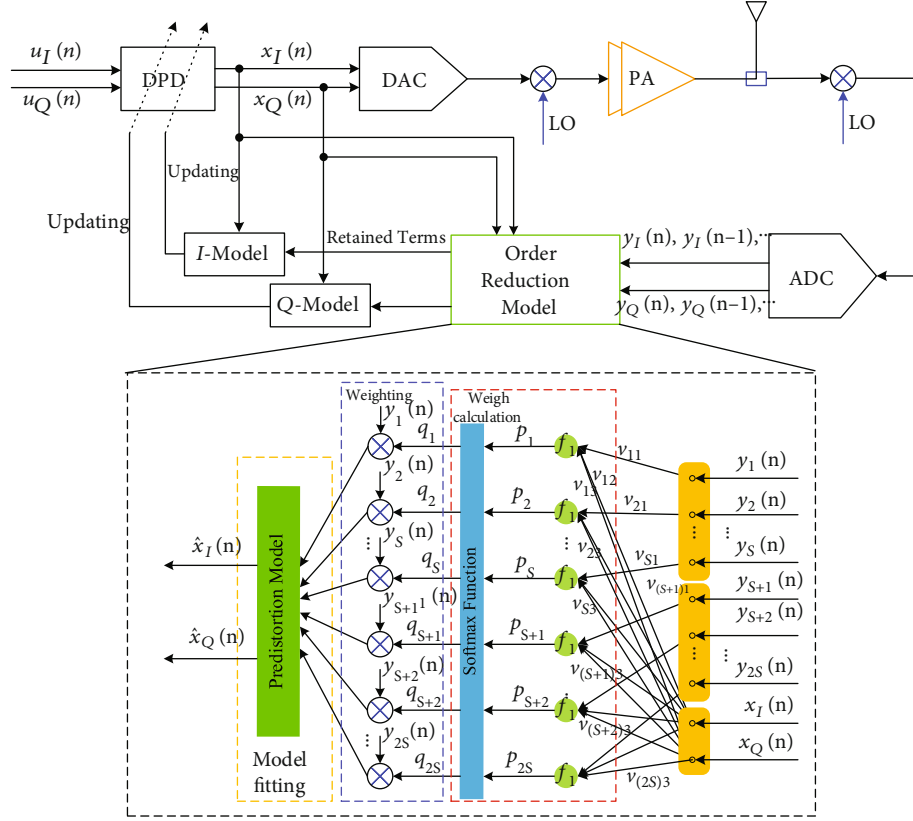 u_I (n)
u_Q (n)
DPD
x_I (n)
x_Q (n)
DAC
LO
PA
LO
Updating
Updating
I-Model
Q-Model
Retained Terms
Order
Reduction
Model
y_I (n), y_I (n–1),...
y_Q (n), y_Q (n–1),...
ADC
Weighting
Weigh
calculation
y_1 (n)
q_1
p_1
f_1
v_11
v_12
v_13
y_1 (n)
y_2 (n)
q_2
p_2
f_1
v_21
v_23
y_2 (n)
...
y_S (n)
q_S
p_S
f_1
v_S1
v_S3
y_S (n)
v_(S+1)1
y_S+1 (n)
y_S+1 1 (n)
q_S+1
p_S+1
f_1
v_(S+1)3
y_S+2 (n)
...
y_S+2 (n)
q_S+2
p_S+2
f_1
v_(S+2)3
y_2S (n)
...
y_2S (n)
q_2S
p_2S
f_1
v_(2S)3
x_I (n)
x_Q (n)
Softmax Function
Predistortion Model
x̂_I (n)
x̂_Q (n)
Model
fitting